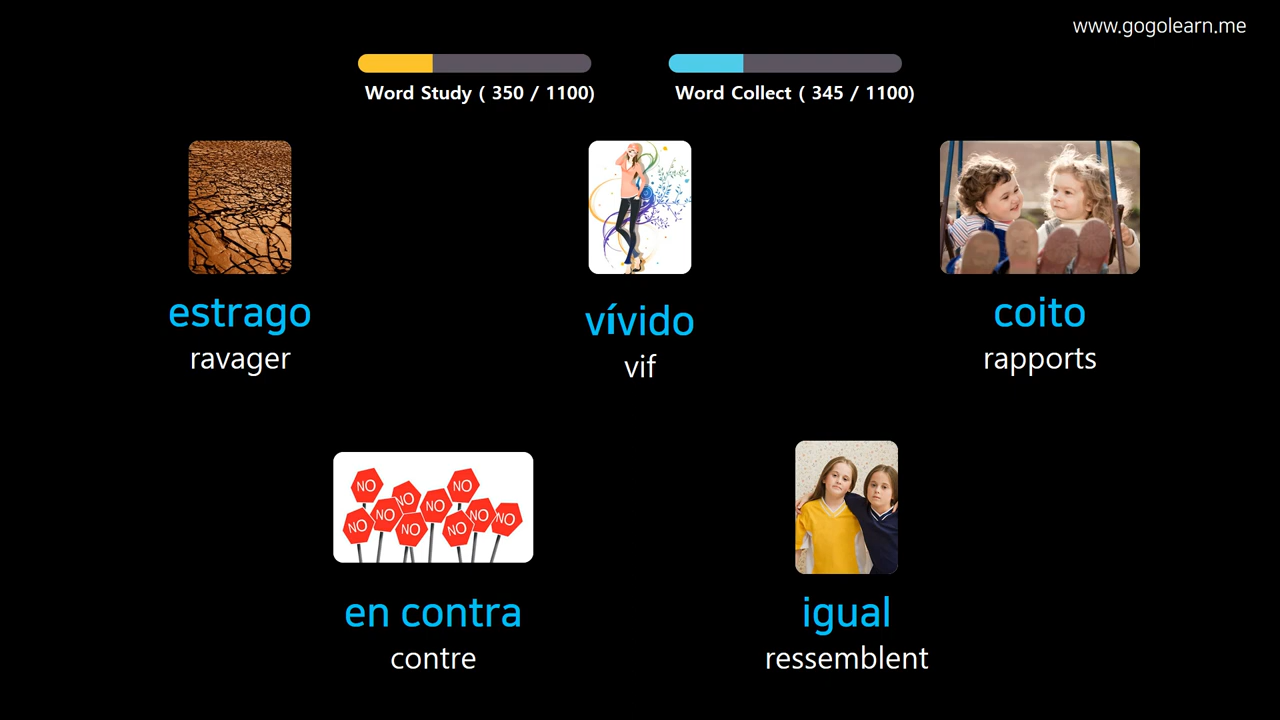 www.gogolearn.me
Word Study ( 350 / 1100)
Word Collect ( 345 / 1100)
estrago
ravager
vívido
vif
coito
rapports
NO
NO
NO
NO
NO
NO
NO
NO
NO
NO
en contra
contre
igual
ressemblent